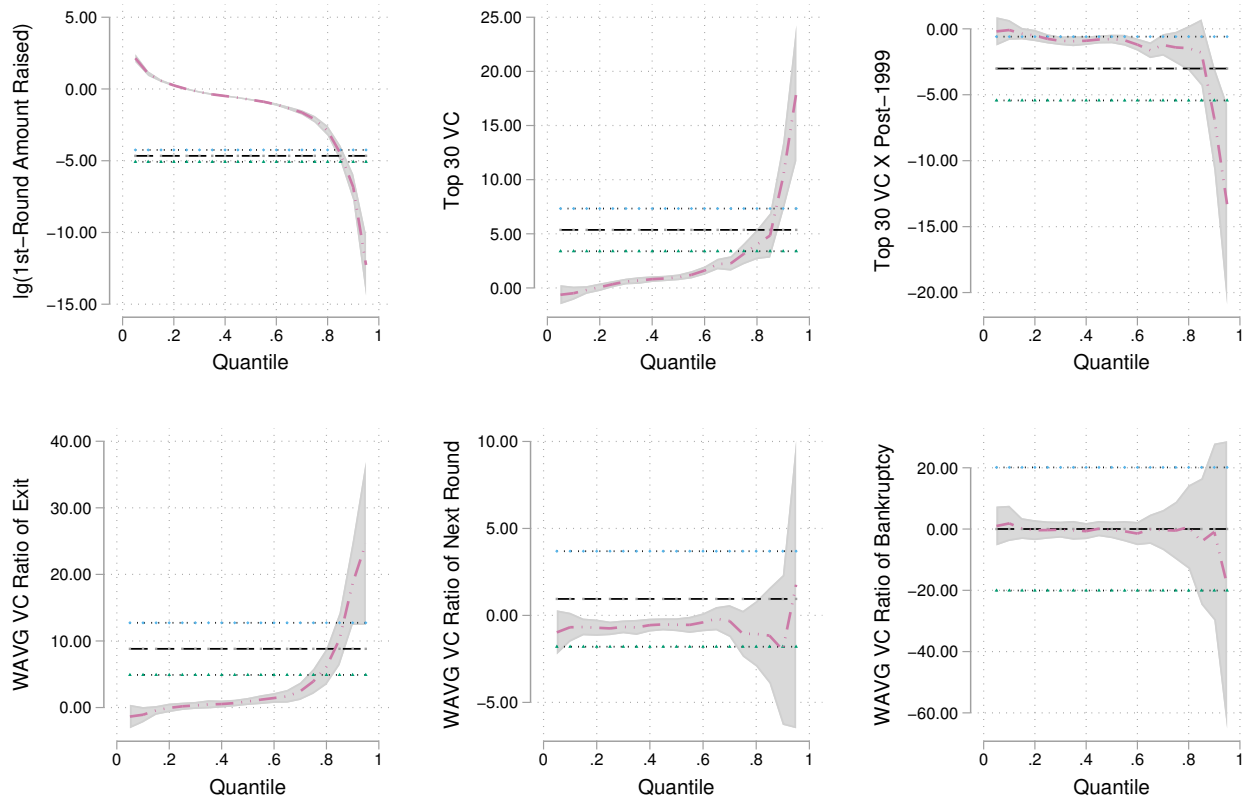 lg(1st−Round Amount Raised)
5.00
0.00
−5.00
−10.00
−15.00
0 .2 .4 .6 .8 1
Quantile
Top 30 VC
25.00
20.00
15.00
10.00
5.00
0.00
0 .2 .4 .6 .8 1
Quantile
Top 30 VC X Post−1999
0.00
−5.00
−10.00
−15.00
−20.00
0 .2 .4 .6 .8 1
Quantile
WAVG VC Ratio of Exit
40.00
30.00
20.00
10.00
0.00
0 .2 .4 .6 .8 1
Quantile
WAVG VC Ratio of Next Round
10.00
5.00
0.00
−5.00
0 .2 .4 .6 .8 1
Quantile
WAVG VC Ratio of Bankruptcy
20.00
0.00
−20.00
−40.00
−60.00
0 .2 .4 .6 .8 1
Quantile